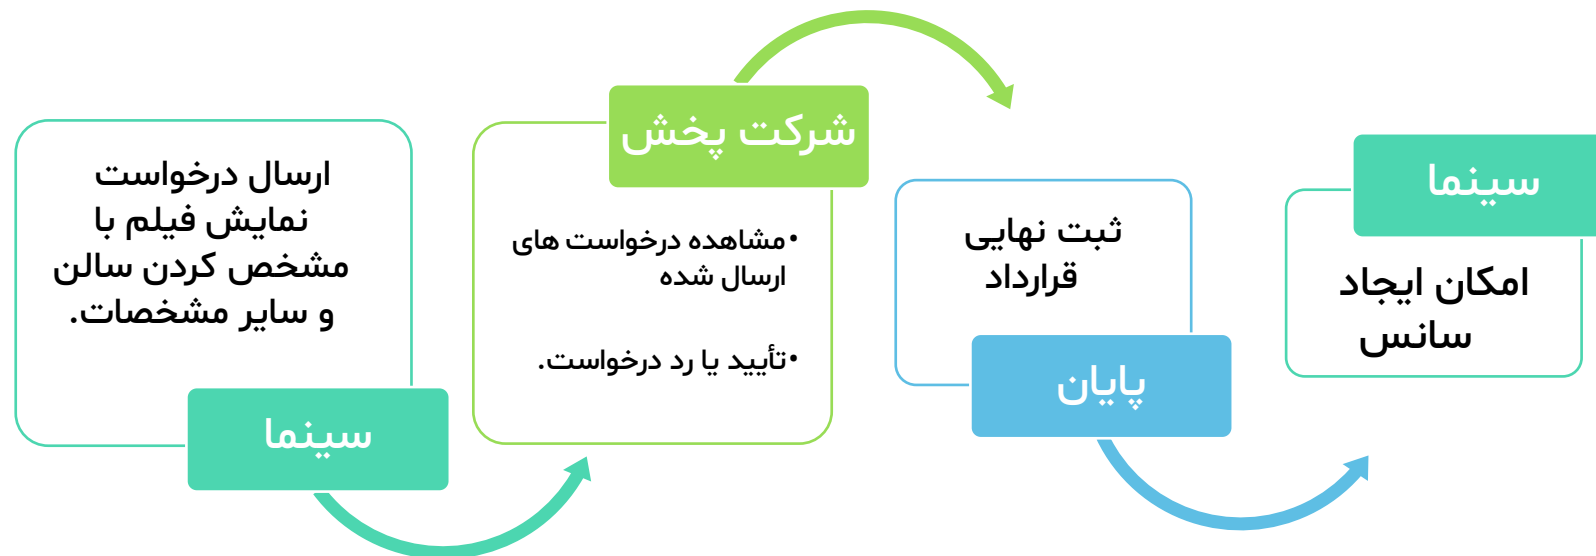 ارسال درخواست
نمایش فیلم با
مشخص کردن سالن
و سایر مشخصات.
سینما
شرکت پخش
•مشاهده درخواست های
ارسال شده
•تأیید یا رد درخواست.
ثبت نهایی
قرارداد
پایان
سینما
امکان ایجاد
سانس